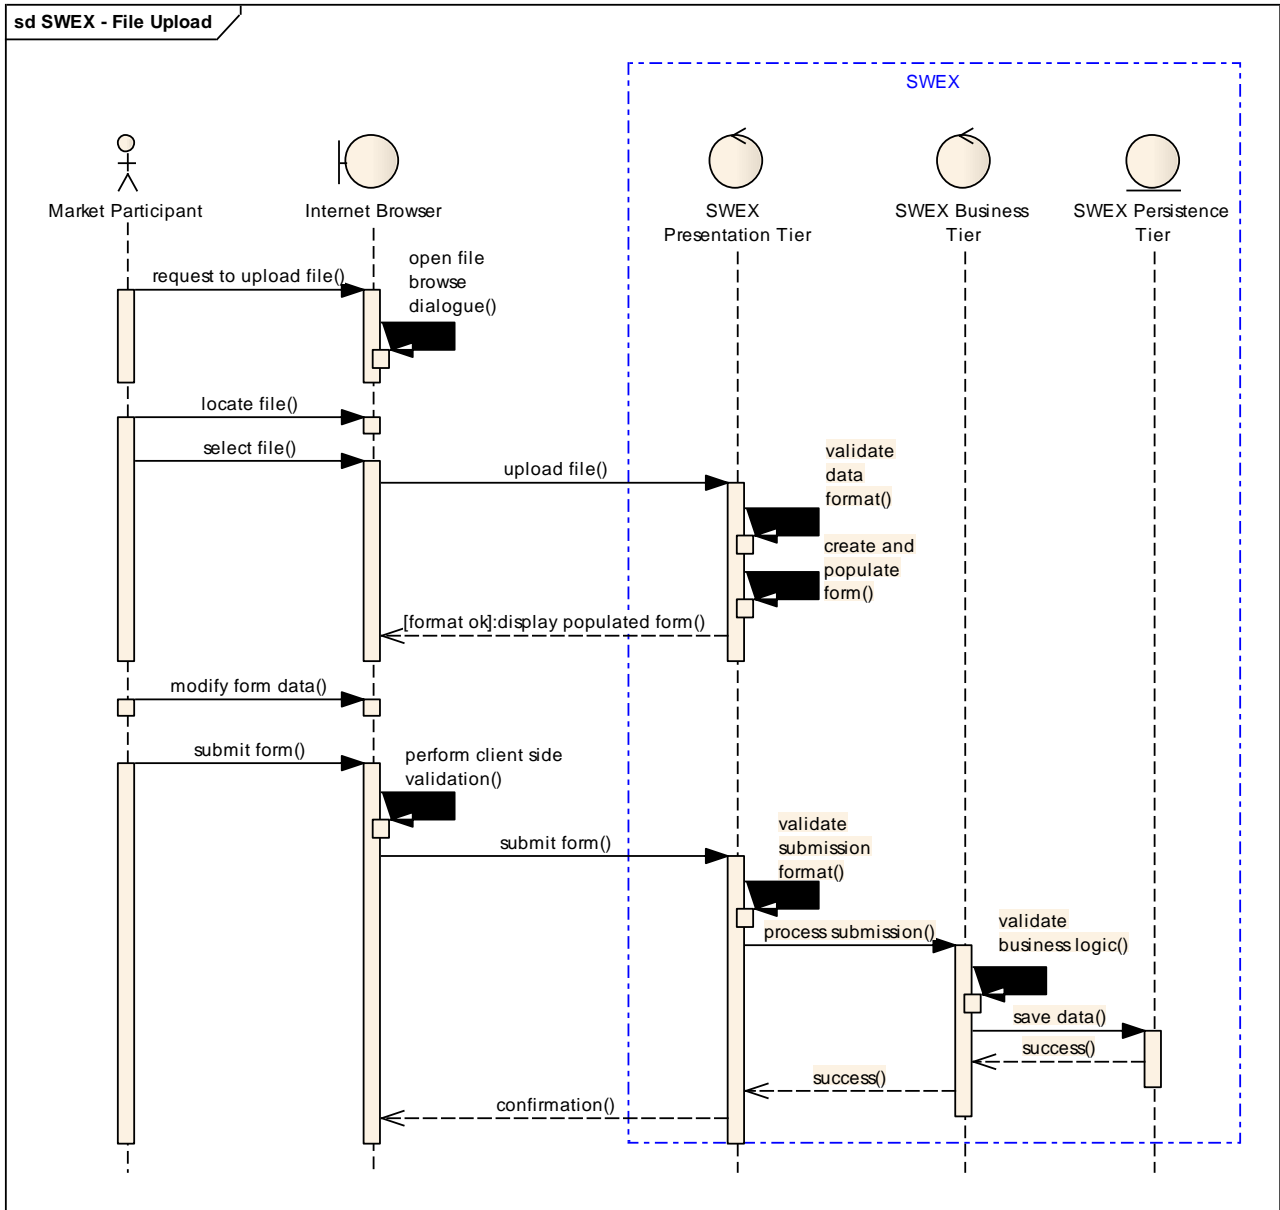 sd SWEX - File Upload
SWEX
Market Participant
Internet Browser
SWEX
Presentation Tier
SWEX Business
Tier
SWEX Persistence
Tier
request to upload file()
open file
browse
dialogue()
locate file()
select file()
upload file()
validate
data
format()
create and
populate
form()
[format ok]:display populated form()
modify form data()
submit form()
perform client side
validation()
submit form()
validate
submission
format()
process submission()
validate
business logic()
save data()
success()
success()
confirmation()